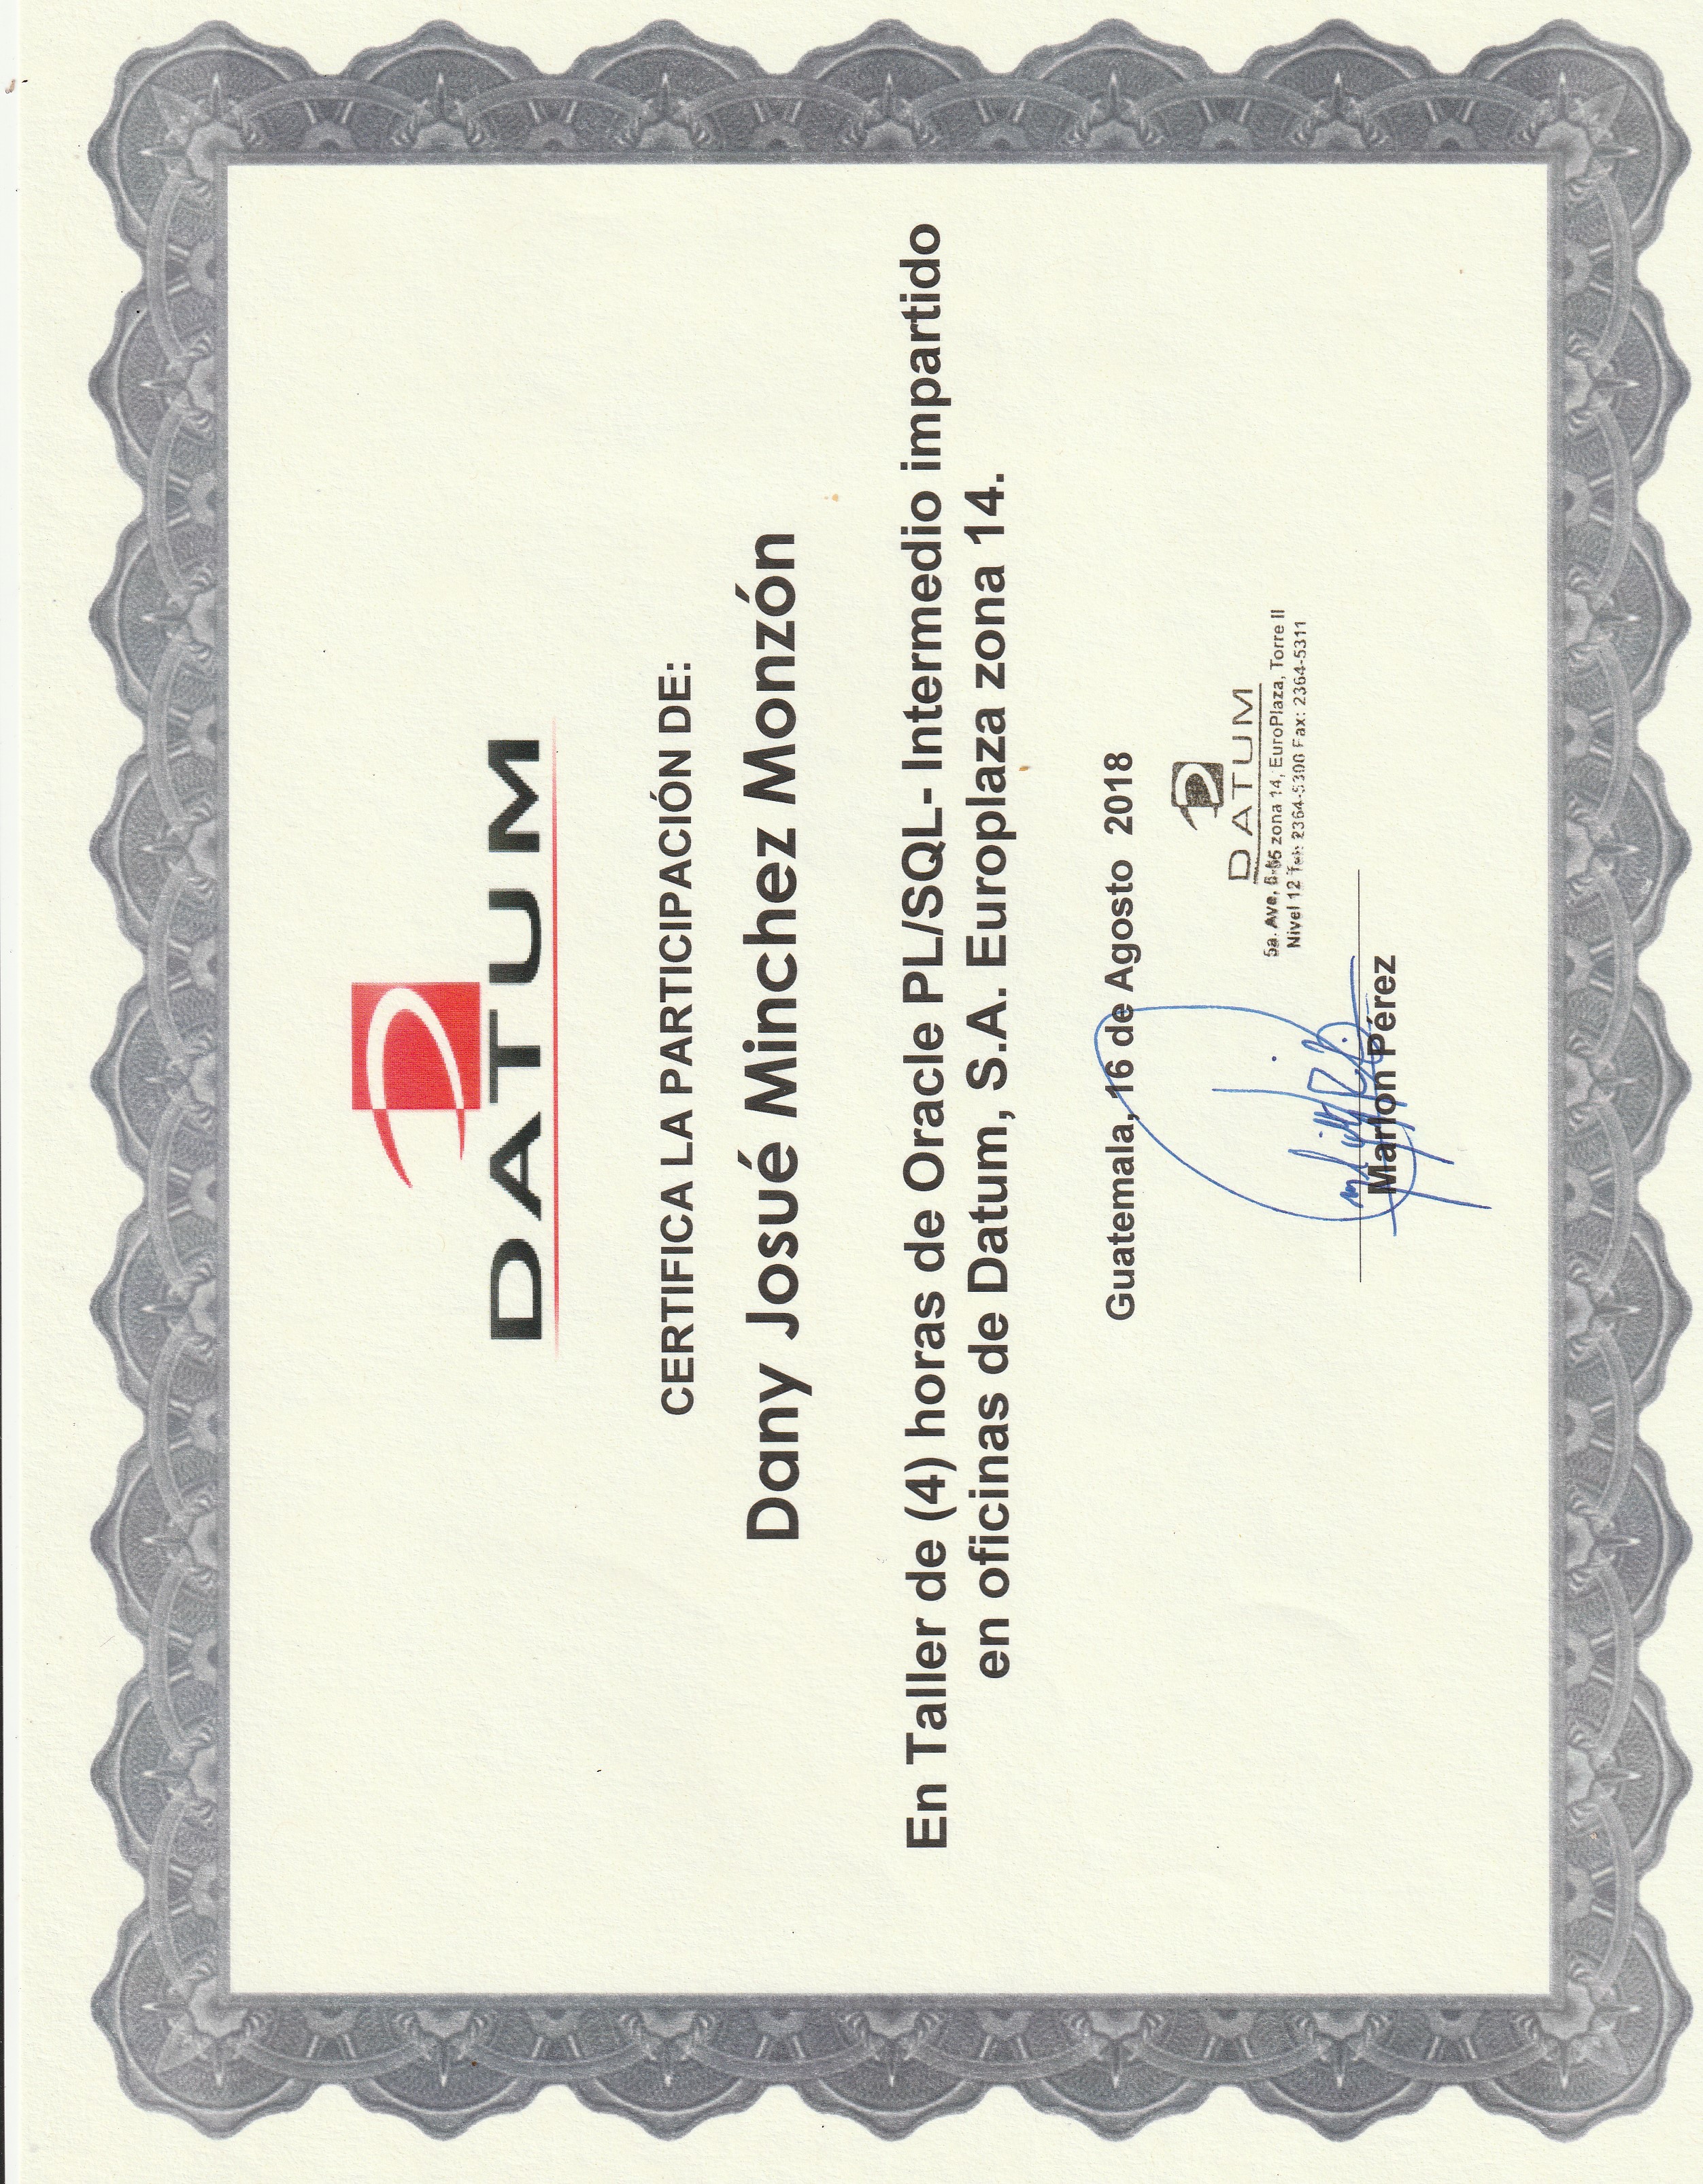 DATUM
CERTIFICA LA PARTICIPACIÓN DE:
Dany Josué Minchez Monzón
En Taller de (4) horas de Oracle PL/SQL- Intermedio impartido
en oficinas de Datum, S.A. Europlaza zona 14.
Guatemala, 16 de Agosto 2018
DATUM
5a. Ave. 5-55 zona 14, EuroPlaza, Torre II
Nivel 12 Tel: 2364-5300 Fax: 2364-5311
Marlon Pérez